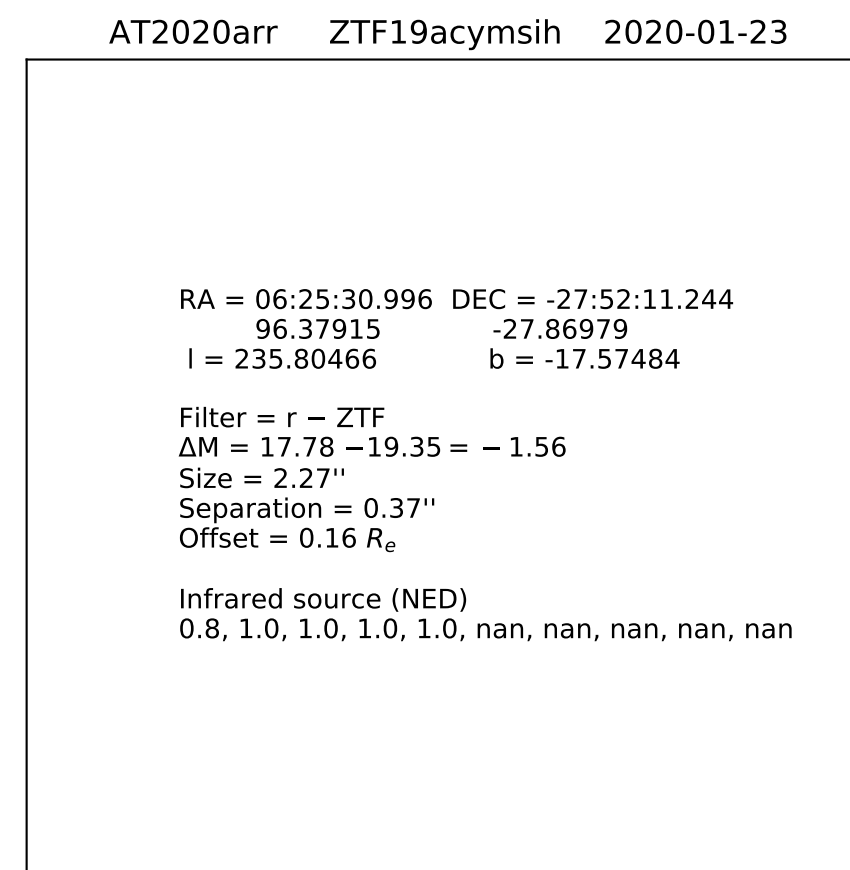 AT2020arr ZTF19acymsih 2020-01-23
RA = 06:25:30.996 DEC = -27:52:11.244
96.37915 -27.86979
l = 235.80466 b = -17.57484
Filter = r − ZTF
ΔM = 17.78 −19.35 = − 1.56
Size = 2.27''
Separation = 0.37''
Offset = 0.16 Re
Infrared source (NED)
0.8, 1.0, 1.0, 1.0, 1.0, nan, nan, nan, nan, nan